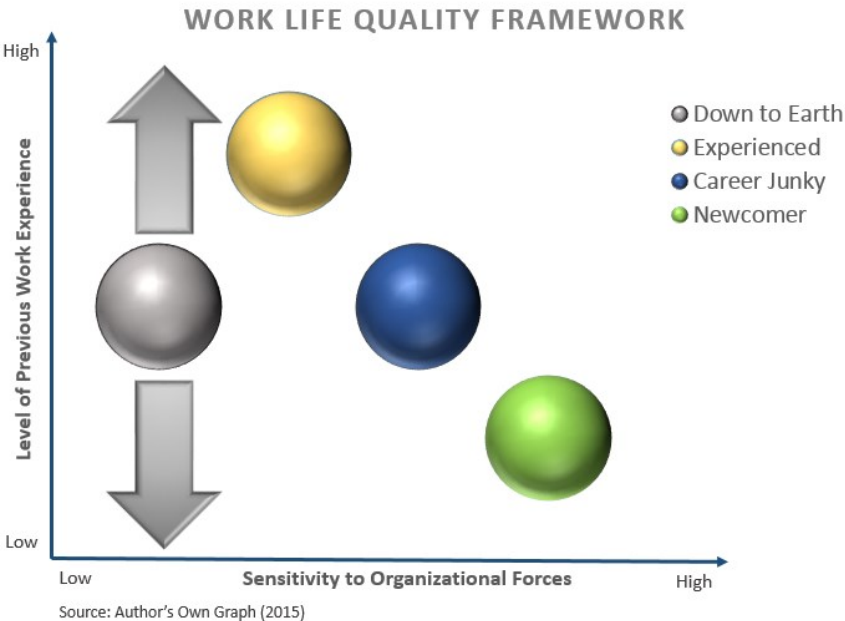 WORK LIFE QUALITY FRAMEWORK
High
Level of Previous Work Experience
Low
Down to Earth
Experienced
Career Junky
Newcomer
Low
Sensitivity to Organizational Forces
High
Source: Author's Own Graph (2015)